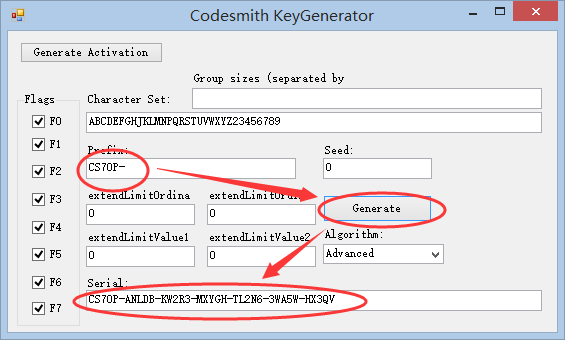 Codesmith KeyGenerator
Generate Activation
Group sizes (separated by
Flags
Character Set:
F0
ABCDEFGHJKLMNPQRSTUVWXYZ23456789
F1
Prefix:
Seed:
F2
CS70P-
0
F3
extendLimitOrdina
extendLimitOrdi
0
0
Generate
F4
extendLimitValue1
extendLimitValue2
Algorithm:
F5
0
0
Advanced
F6
Serial:
F7
CS70P-ANLDB-KW2R3-MXYGH-TL2N6-3WA5W-HX3QV